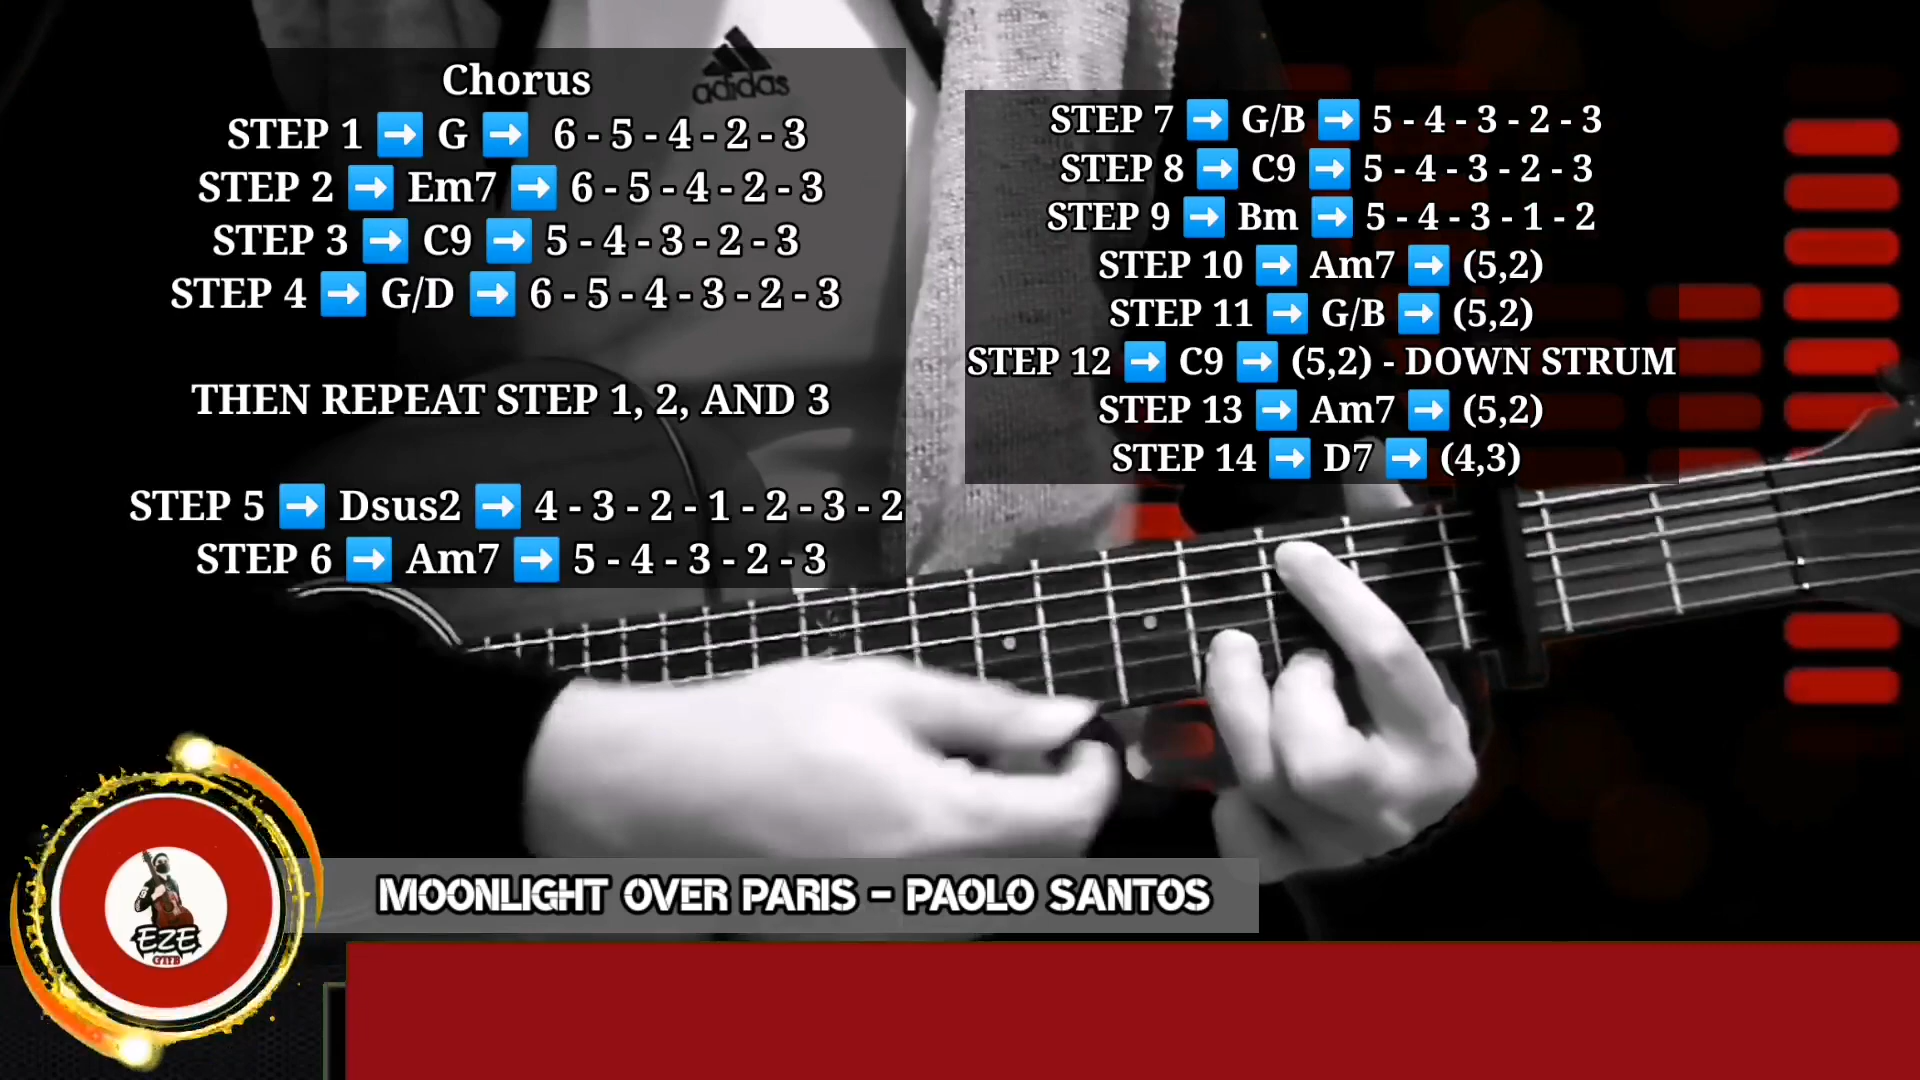 adidas
Chorus
STEP 1 ➡ G ➡ 6 - 5 - 4 - 2 - 3
STEP 2 ➡ Em7 ➡ 6 - 5 - 4 - 2 - 3
STEP 3 ➡ C9 ➡ 5 - 4 - 3 - 2 - 3
STEP 4 ➡ G/D ➡ 6 - 5 - 4 - 3 - 2 - 3
THEN REPEAT STEP 1, 2, AND 3
STEP 5 ➡ Dsus2 ➡ 4 - 3 - 2 - 1 - 2 - 3 - 2
STEP 6 ➡ Am7 ➡ 5 - 4 - 3 - 2 - 3
STEP 7 ➡ G/B ➡ 5 - 4 - 3 - 2 - 3
STEP 8 ➡ C9 ➡ 5 - 4 - 3 - 2 - 3
STEP 9 ➡ Bm ➡ 5 - 4 - 3 - 1 - 2
STEP 10 ➡ Am7 ➡ (5,2)
STEP 11 ➡ G/B ➡ (5,2)
STEP 12 ➡ C9 ➡ (5,2) - DOWN STRUM
STEP 13 ➡ Am7 ➡ (5,2)
STEP 14 ➡ D7 ➡ (4,3)
MOONLIGHT OVER PARIS - PAOLO SANTOS
EZE